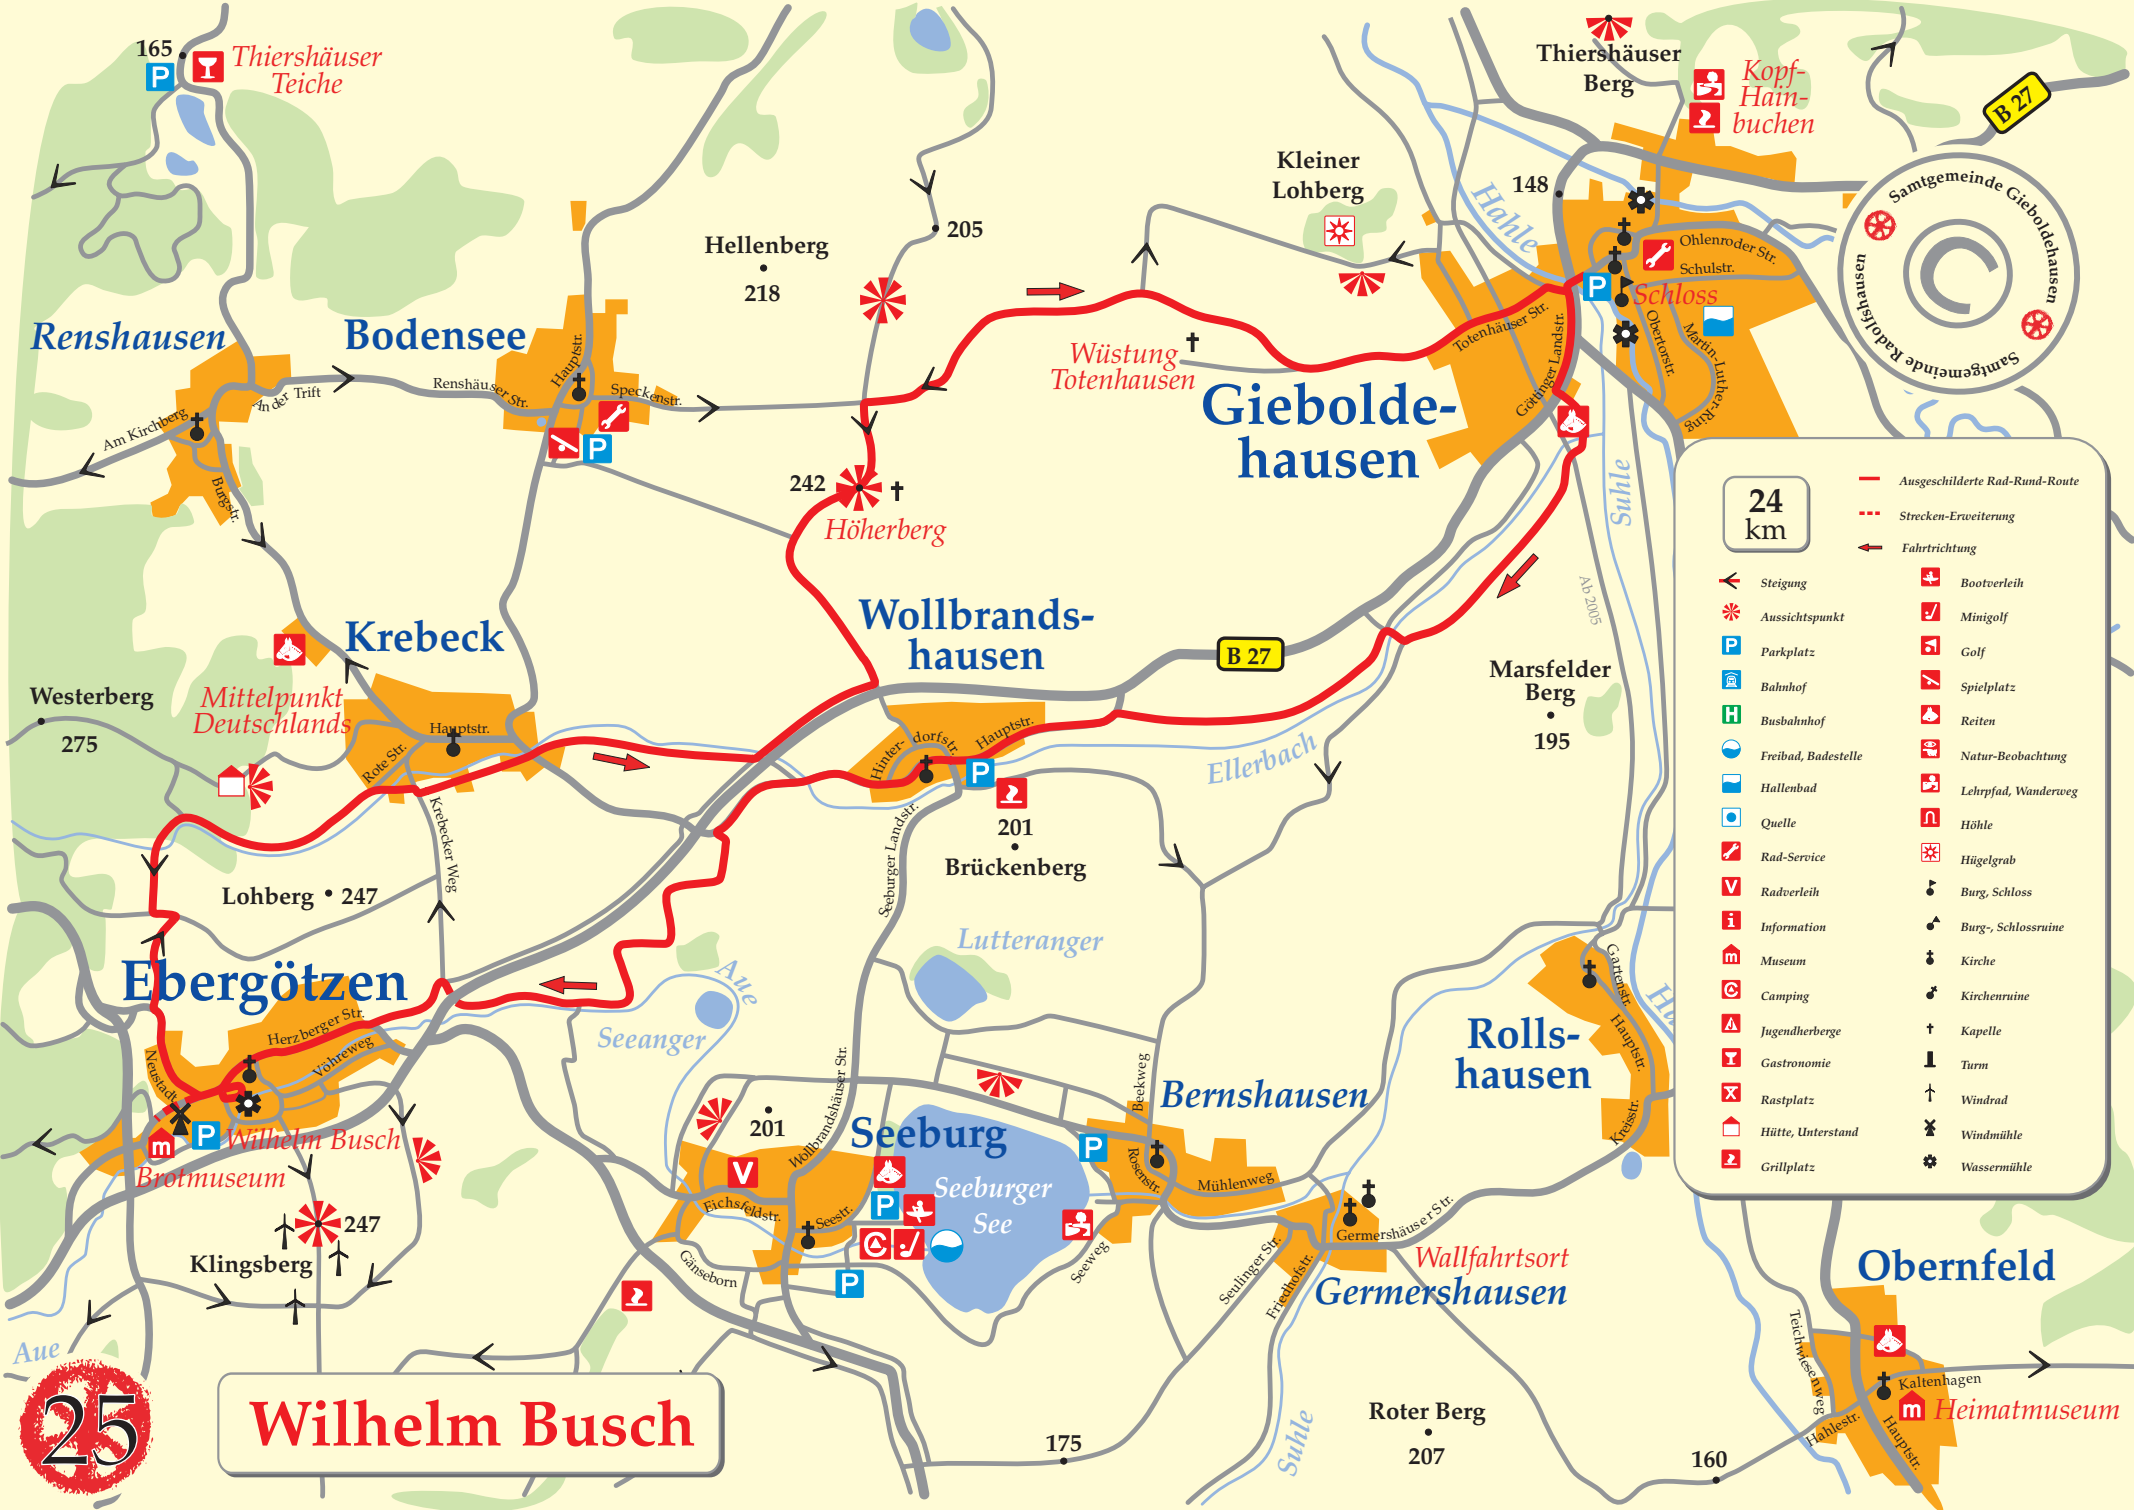 165
P
Thiershäuser
Teiche
Thiershäuser
Berg
Kopf-
Hain-
buchen
B 27
Kleiner
Lohberg
148
Hahle
Samtgemeinde Gieboldehausen
Samtgemeinde Radolfshausen
205
Hellenberg
218
Ohlenroder Str.
Schulstr.
P
Schloss
Renshausen
Bodensee
Hauptstr.
Totenhäuser Str.
Göttinger Landstr.
Obertorstr.
Martin-Luther-Ring
Wüstung
Totenhausen
Giebolde-
hausen
An der Trift
Renshäuser Str.
Speckenstr.
Am Kirchberg
Burgstr.
P
242
Höherberg
Suhle
Ab 2005
24
km
Ausgeschilderte Rad-Rund-Route
Strecken-Erweiterung
Fahrtrichtung
Steigung
Aussichtspunkt
P
Parkplatz
Bahnhof
H
Busbahnhof
Freibad, Badestelle
Hallenbad
Quelle
Rad-Service
V
Radverleih
i
Information
m
Museum
C
Camping
Jugendherberge
Gastronomie
Rastplatz
Hütte, Unterstand
Grillplatz
Bootverleih
Minigolf
Golf
Spielplatz
Reiten
Natur-Beobachtung
Lehrpfad, Wanderweg
Höhle
Hügelgrab
Burg, Schloss
Burg-, Schlossruine
Kirche
Kirchenruine
Kapelle
Turm
Windrad
Windmühle
Wassermühle
Krebeck
Wollbrands-
hausen
B 27
Marsfelder
Berg
195
Westerberg
275
Mittelpunkt
Deutschlands
Hauptstr.
Rote Str.
Krebecker Weg
Hinter-
dorfstr.
Hauptstr.
P
Ellerbach
201
Brückenberg
Seeburger Landstr.
Lohberg
247
Lutteranger
Ebergötzen
Herzberger Str.
Vöhreweg
Neustadt
Aue
Seeanger
Rolls-
hausen
Gartenstr.
Hauptstr.
Kreisstr.
Hu
P
m
Wilhelm Busch
Brotmuseum
201
V
Wollbrandshäuser Str.
Seeburg
Beekweg
Bernshausen
P
Rosenstr.
Mühlenweg
Eichsfeldstr.
Seestr.
P
C
Seeburger
See
P
Gänseborn
Seeweg
Seulinger Str.
Friedhofstr.
Germershäuser Str.
Wallfahrtsort
Germershausen
247
Klingsberg
Aue
25
Wilhelm Busch
175
Suhle
Roter Berg
207
160
Obernfeld
Teichwiesenweg
Kaltenhagen
m
Heimatmuseum
Hahlestr.
Hauptstr.